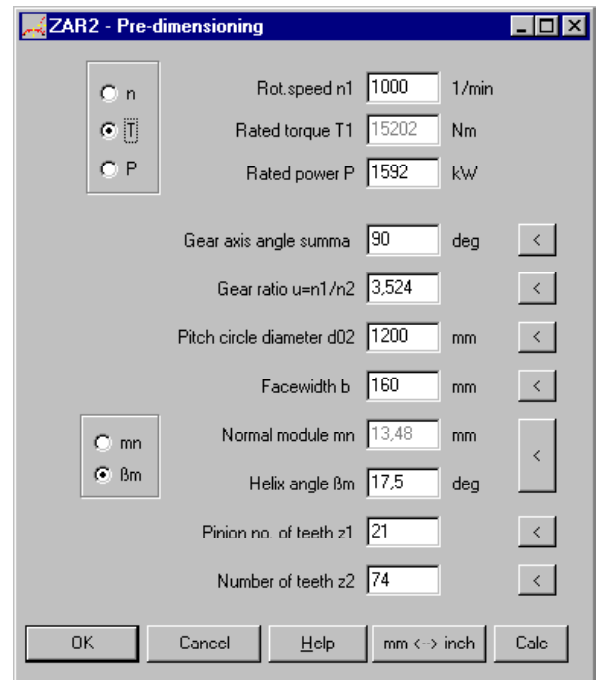 ZAR2 - Pre-dimensioning
n Rot.speed n1 1000 1/min
T Rated torque T1 15202 Nm
P Rated power P 1592 kW
Gear axis angle summa 90 deg <
Gear ratio u=n1/n2 3,524 <
Pitch circle diameter d02 1200 mm <
Facewidth b 160 mm <
mn Normal module mn 13,48 mm <
ßm Helix angle ßm 17,5 deg
Pinion no. of teeth z1 21 <
Number of teeth z2 74 <
OK Cancel Help mm <-> inch Calc